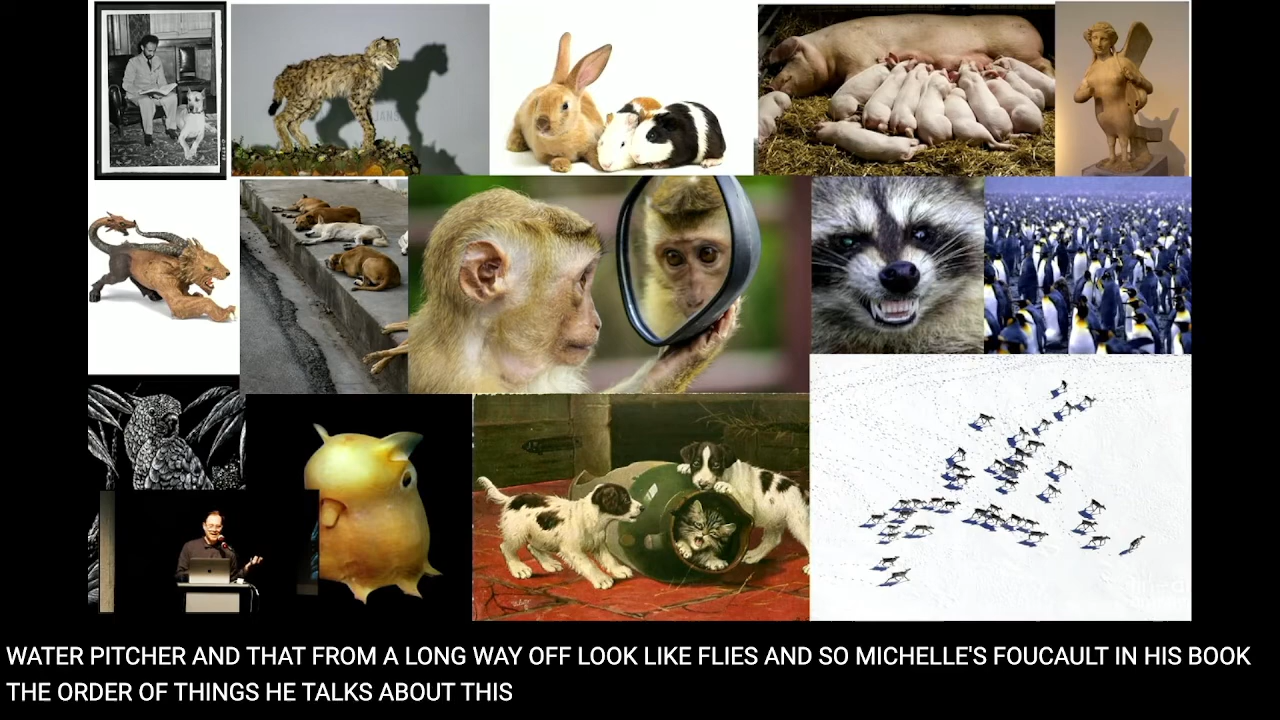 WATER PITCHER AND THAT FROM A LONG WAY OFF LOOK LIKE FLIES AND SO MICHELLE'S FOUCAULT IN HIS BOOK
THE ORDER OF THINGS HE TALKS ABOUT THIS